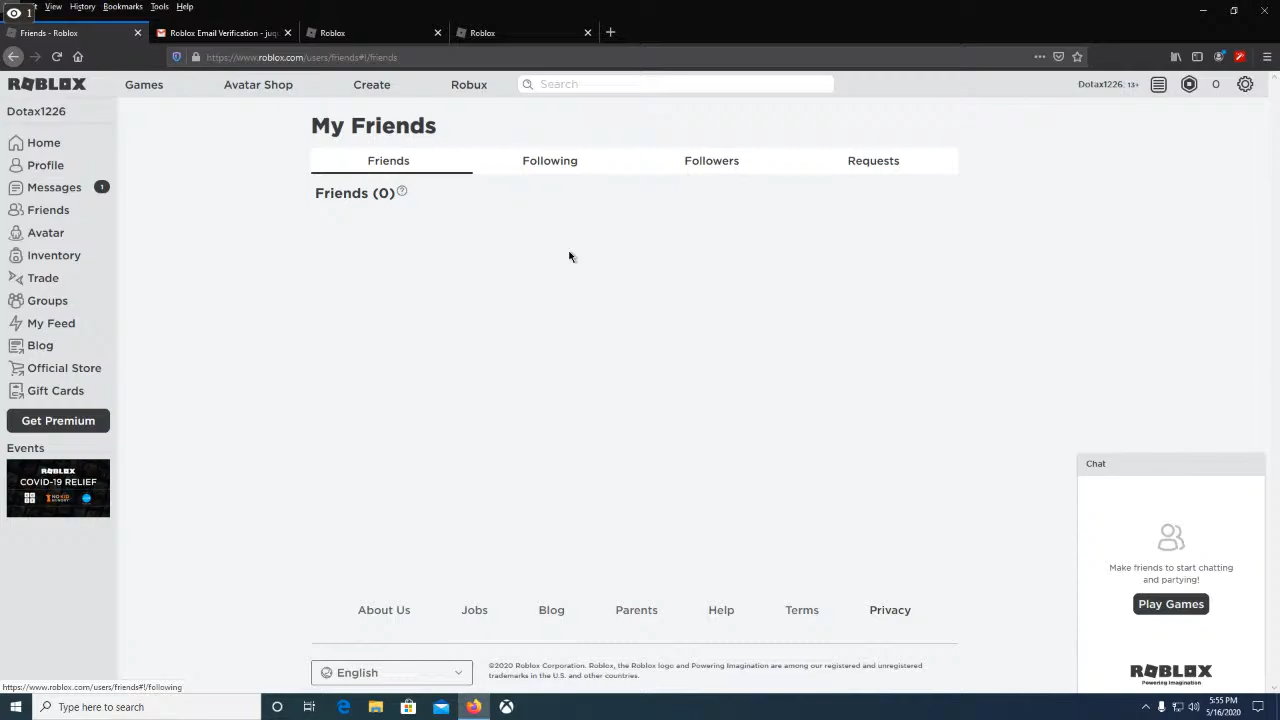 1 t View History Bookmarks Tools Help
Friends - Roblox
Roblox Email Verification - juqu
Roblox
Roblox
https://www.roblox.com/users/friends#!/friends
ROBLOX Games Avatar Shop Create Robux Search Dotax1226: 13+ 0
Dotax1226
Home
Profile
Messages 1
Friends
Avatar
Inventory
Trade
Groups
My Feed
Blog
Official Store
Gift Cards
Get Premium
Events
ROBLOX
COVID-19 RELIEF
NO KID
HUNGRY
My Friends
Friends Following Followers Requests
Friends (0)
Chat
Make friends to start chatting
and partying!
Play Games
ROBLOX
Powering Imagination
About Us Jobs Blog Parents Help Terms Privacy
English
©2020 Roblox Corporation. Roblox, the Roblox logo and Powering Imagination are among our registered and unregistered
trademarks in the U.S. and other countries.
https://www.roblox.com/users/friends#!/following
Type here to search
5:55 PM
5/16/2020